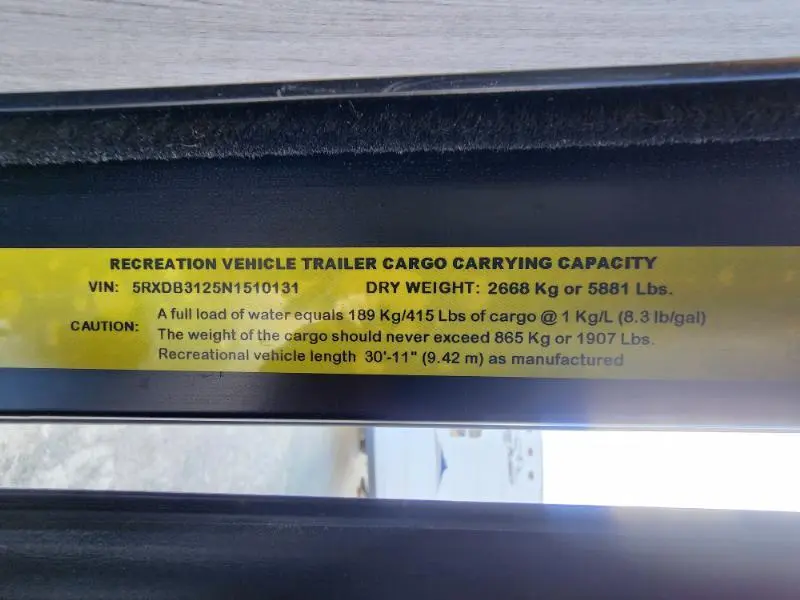 RECREATION VEHICLE TRAILER CARGO CARRYING CAPACITY
VIN: 5RXDB3125N1510131 DRY WEIGHT: 2668 Kg or 5881 Lbs.
CAUTION: A full load of water equals 189 Kg/415 Lbs of cargo @ 1 Kg/L (8.3 lb/gal)
The weight of the cargo should never exceed 865 Kg or 1907 Lbs.
Recreational vehicle length 30'-11" (9.42 m) as manufactured